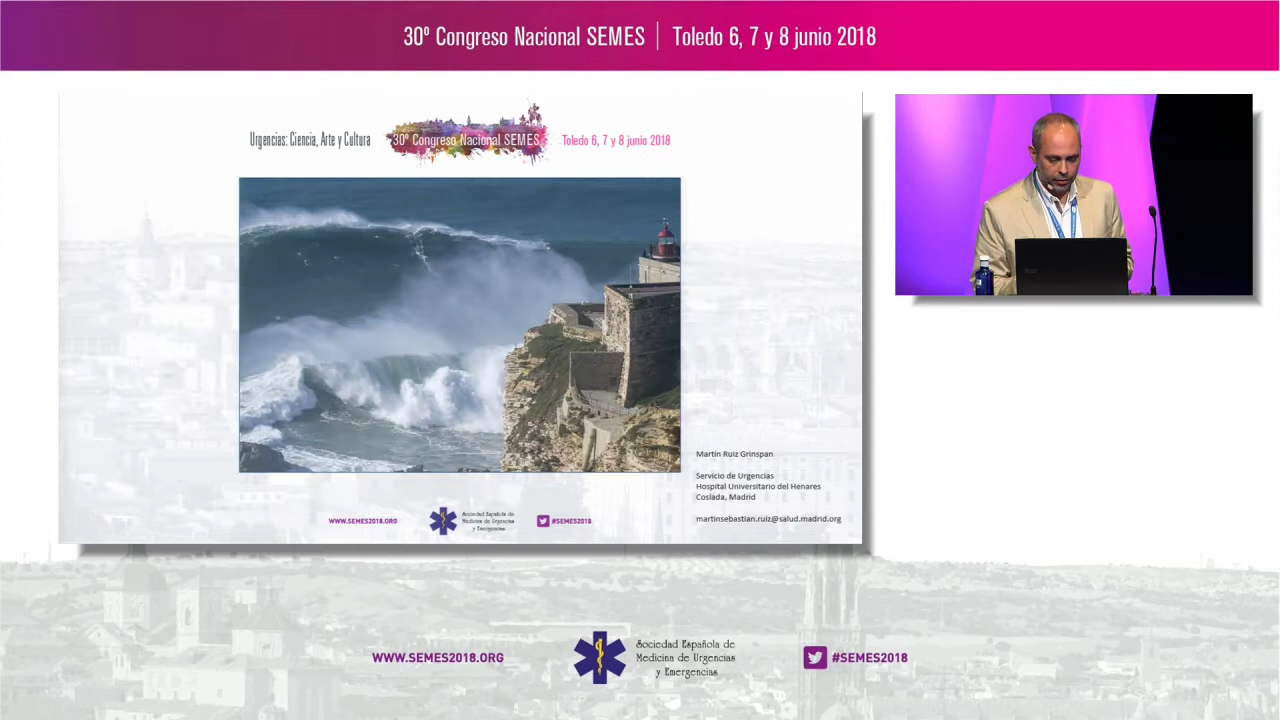 30º Congreso Nacional SEMES | Toledo 6, 7 y 8 junio 2018
Urgencias: Ciencia, Arte y Cultura
30º Congreso Nacional SEMES
Toledo 6, 7 y 8 junio 2018
Martín Ruiz Grinspan
Servicio de Urgencias
Hospital Universitario del Henares
Coslada, Madrid
martinsebastian.ruiz@salud.madrid.org
WWW.SEMES2018.ORG
Sociedad Española de
Medicina de Urgencias
y Emergencias
#SEMES2018
WWW.SEMES2018.ORG
Sociedad Española de
Medicina de Urgencias
y Emergencias
#SEMES2018